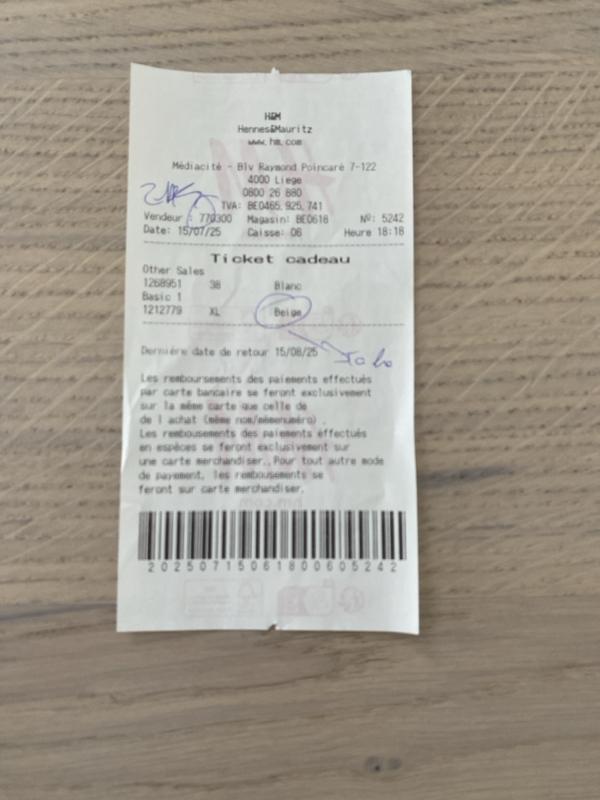 H&M
Hennes&Mauritz
www.hm.com
Médiacité - Blv Raymond Poincaré 7-122
4000 Liege
0800 26 880
TVA: BE0465.925.741
Vendeur : 770300 Magasin: BE0618 Nº: 5242
Date: 15/07/25 Caisse: 06 Heure 18:18
Ticket cadeau
Other Sales
1268951 38 Blanc
Basic 1
1212779 XL Beige
Dernière date de retour 15/08/25
Les remboursements des paiements effectués
par carte bancaire se feront exclusivement
sur la même carte que celle de
de l achat (même nom/mêmenuméro) .
Les remboursements des paiements effectués
en espèces se feront exclusivement sur
une carte merchandiser. Pour tout autre mode
de payement, les remboursements se
feront sur carte merchandiser.
20250715061800605242